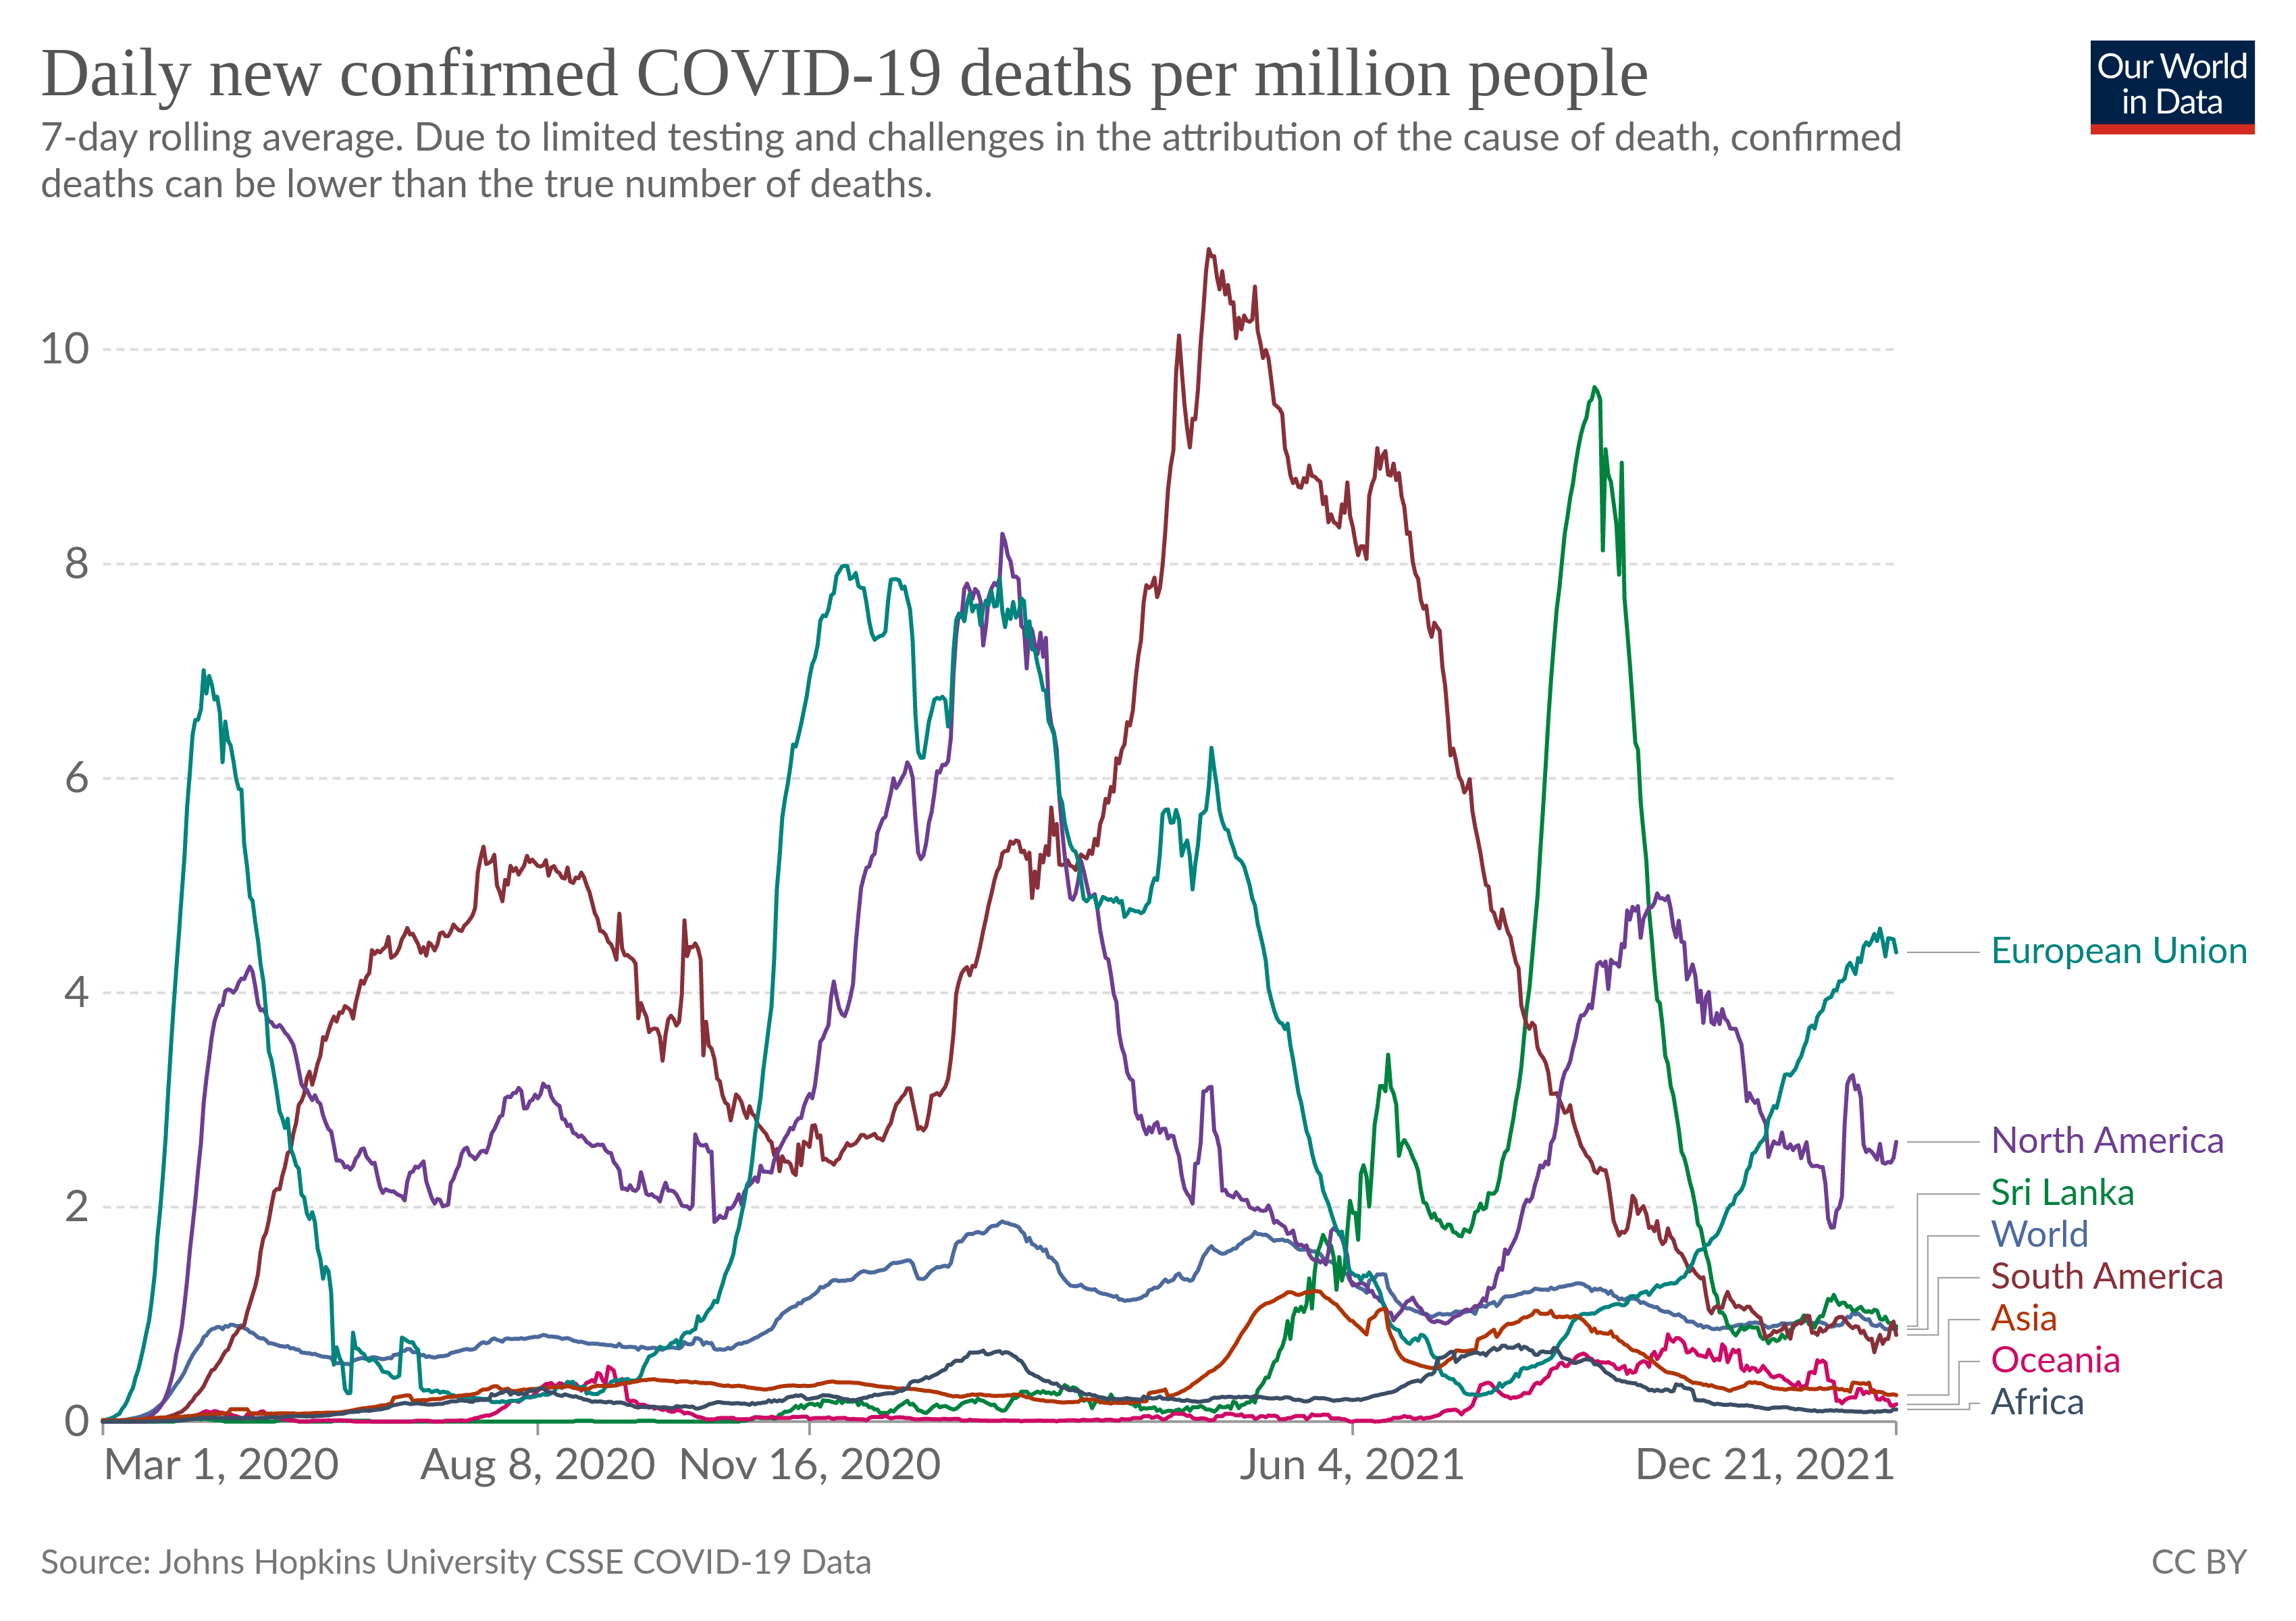 Daily new confirmed COVID-19 deaths per million people
Our World
in Data
7-day rolling average. Due to limited testing and challenges in the attribution of the cause of death, confirmed
deaths can be lower than the true number of deaths.
10
8
6
4
2
0
European Union
North America
Sri Lanka
World
South America
Asia
Oceania
Africa
Mar 1, 2020
Aug 8, 2020
Nov 16, 2020
Jun 4, 2021
Dec 21, 2021
Source: Johns Hopkins University CSSE COVID-19 Data
CC BY